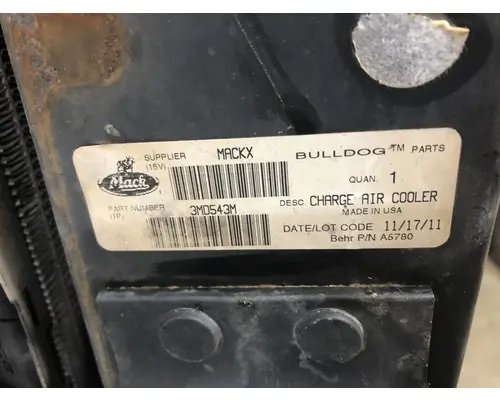 Mack
SUPPLIER MACKX BULLDOG™ PARTS
(16V)
QUAN. 1
PART NUMBER 3MD543M DESC. CHARGE AIR COOLER
(1P) MADE IN USA
DATE/LOT CODE 11/17/11
Behr P/N A5780